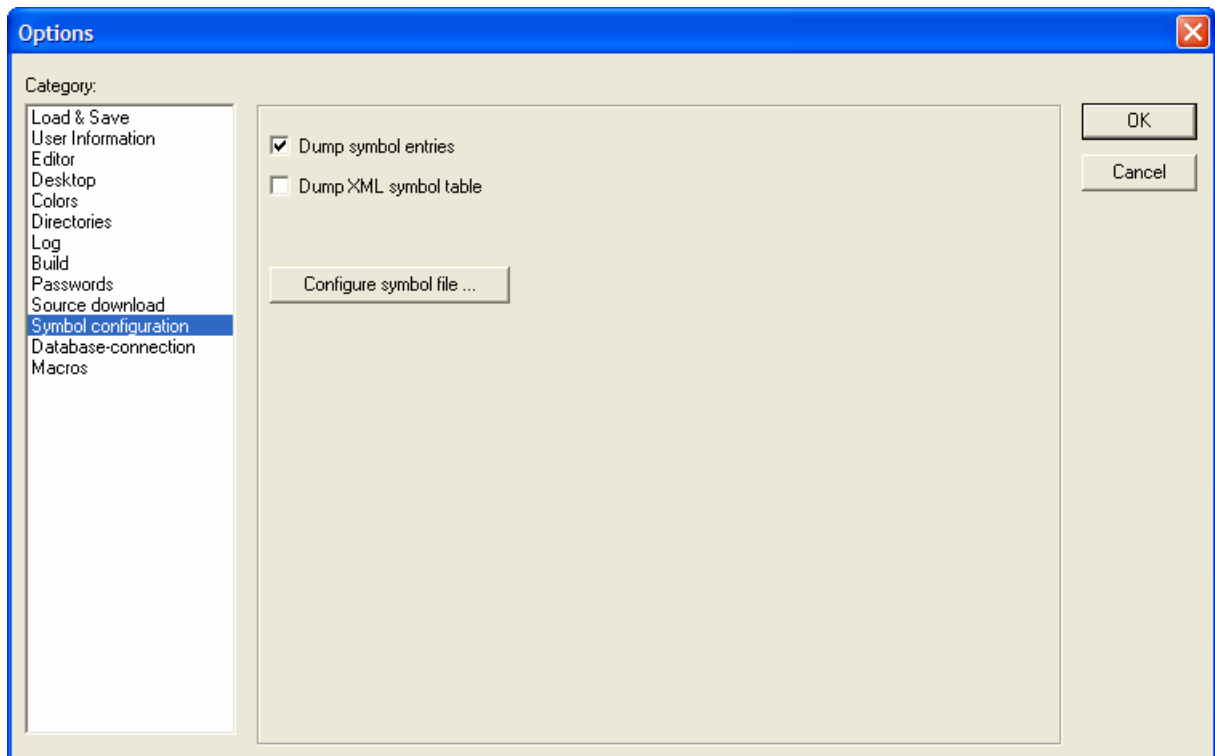 Options
Category:
Load & Save
User Information
Editor
Desktop
Colors
Directories
Log
Build
Passwords
Source download
Symbol configuration
Database-connection
Macros
Dump symbol entries
Dump XML symbol table
Configure symbol file ...
OK
Cancel